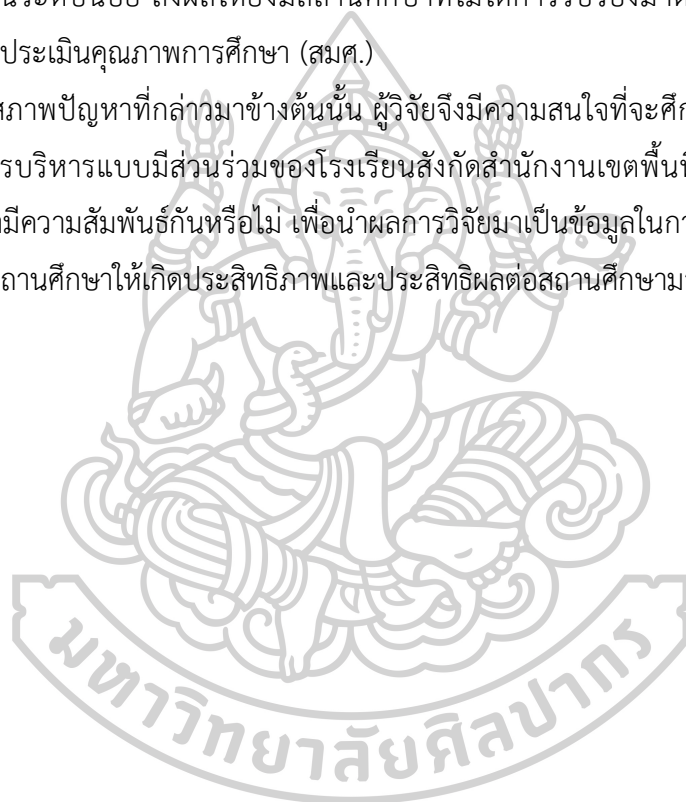 ประเมินคุณภาพการศึกษา (สมศ.)
สภาพปัญหาที่กล่าวมาข้างต้นนั้น ผู้วิจัยจึงมีความสนใจที่จะศึก
รบริหารแบบมีส่วนร่วมของโรงเรียนสังกัดสำนักงานเขตพื้นที่
มีความสัมพันธ์กันหรือไม่ เพื่อนำผลการวิจัยมาเป็นข้อมูลในกา
ถานศึกษาให้เกิดประสิทธิภาพและประสิทธิผลต่อสถานศึกษา
มหาวิทยาลัยศิลปากร